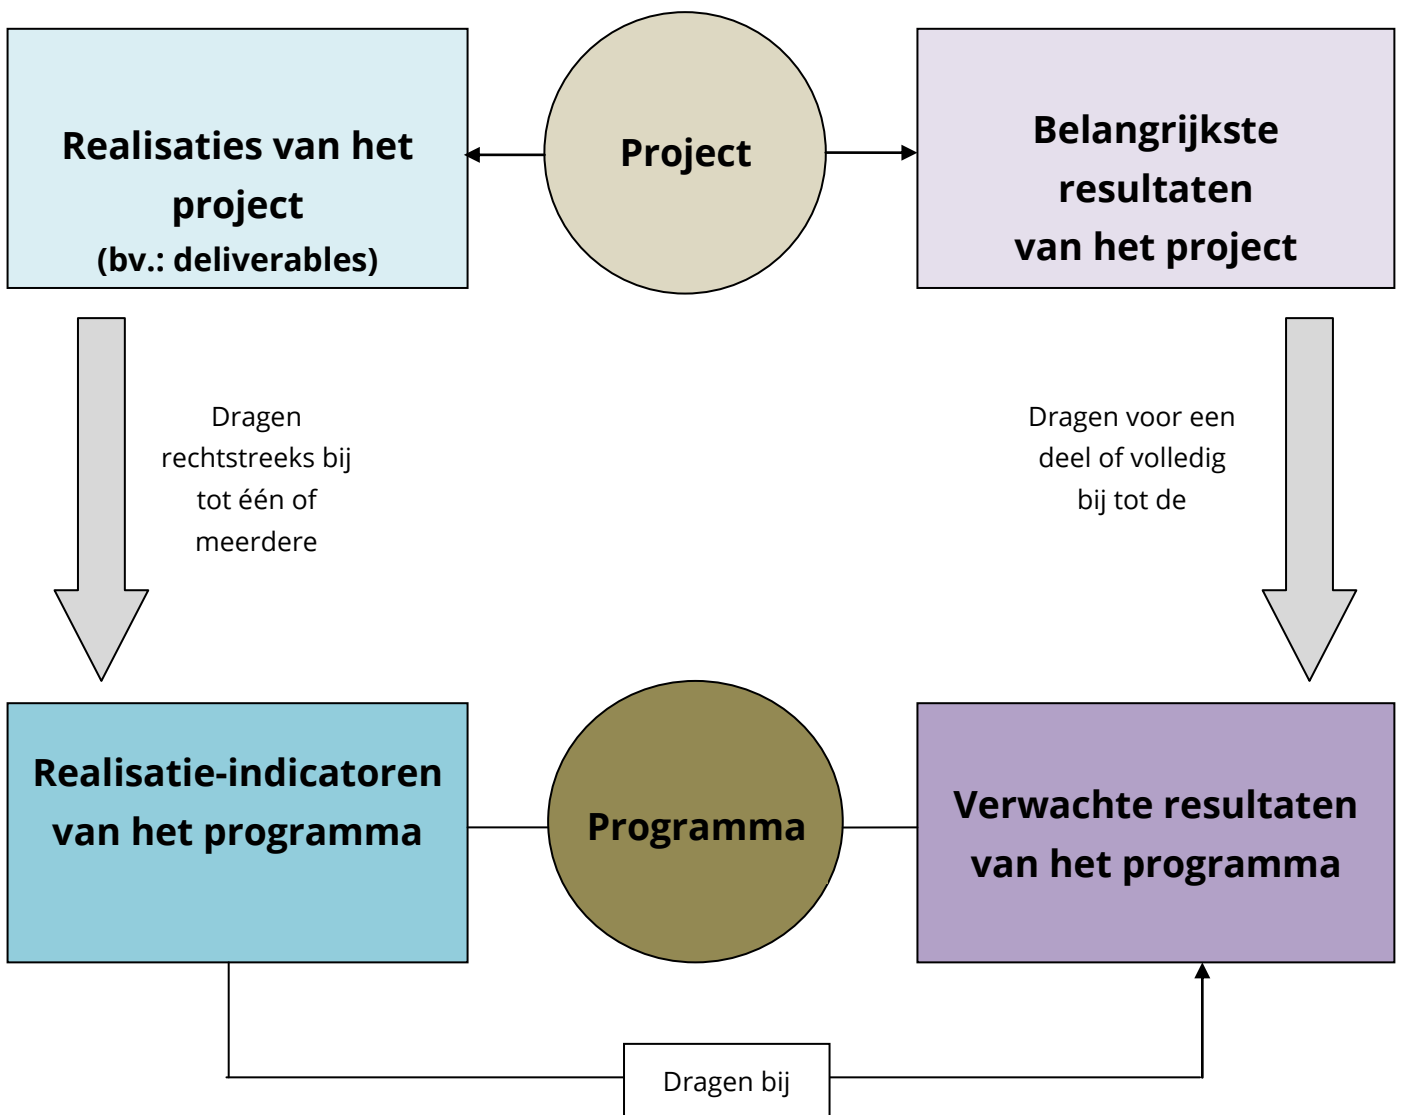 Realisaties van het
project
(bv.: deliverables)
Project
Belangrijkste
resultaten
van het project
Dragen
rechtstreeks bij
tot één of
meerdere
Dragen voor een
deel of volledig
bij tot de
Realisatie-indicatoren
van het programma
Programma
Verwachte resultaten
van het programma
Dragen bij